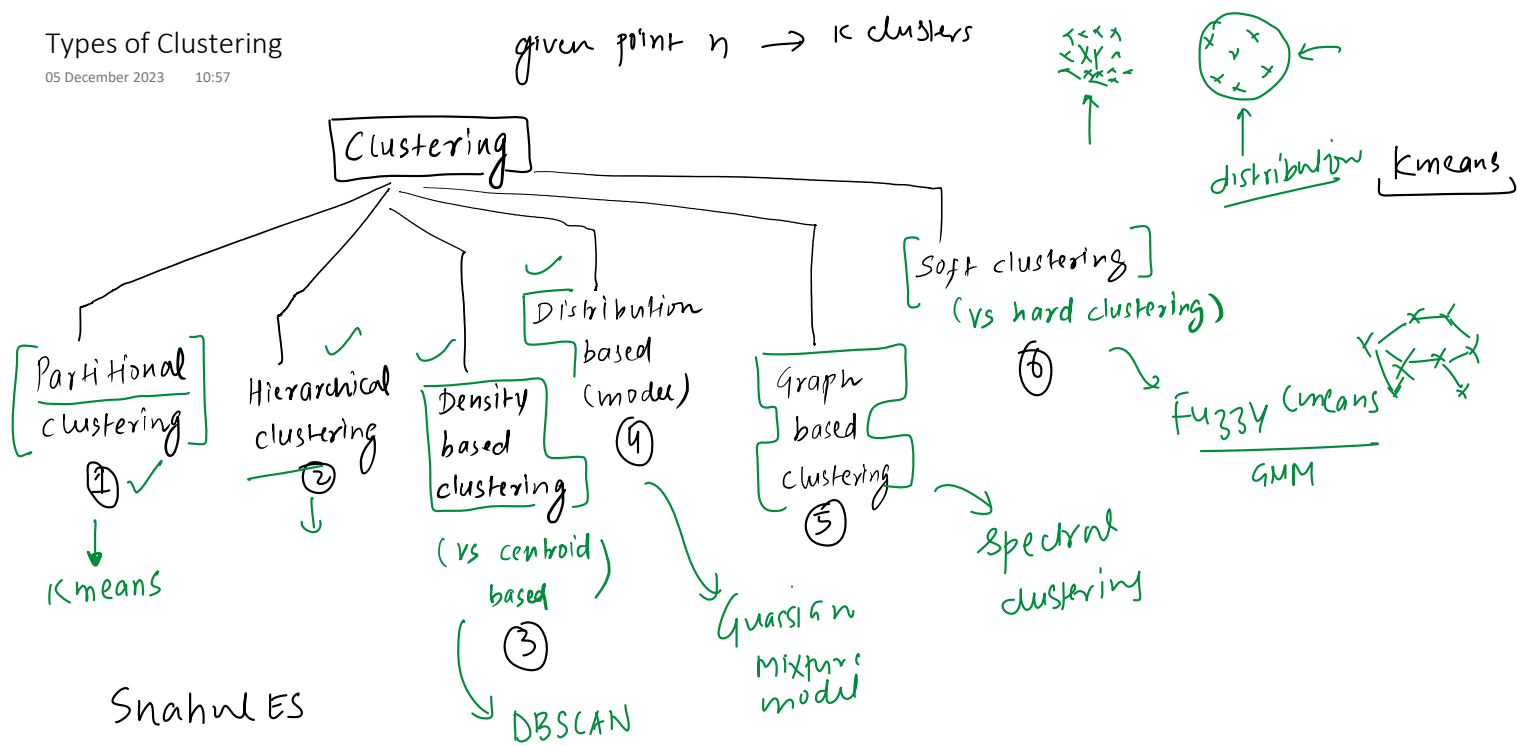 Types of Clustering
05 December 2023 10:57
given point n → K clusters
distribution
Kmeans
Clustering
Partitional
clustering
1
Kmeans
Hierarchical
clustering
2
Density
based
clustering
(vs centroid
based)
3
DBSCAN
Distribution
based
(model)
4
Guassian
mixture
model
Graph
based
clustering
5
Spectral
clustering
Soft clustering
(vs hard clustering)
6
Fuzzy Cmeans
GMM